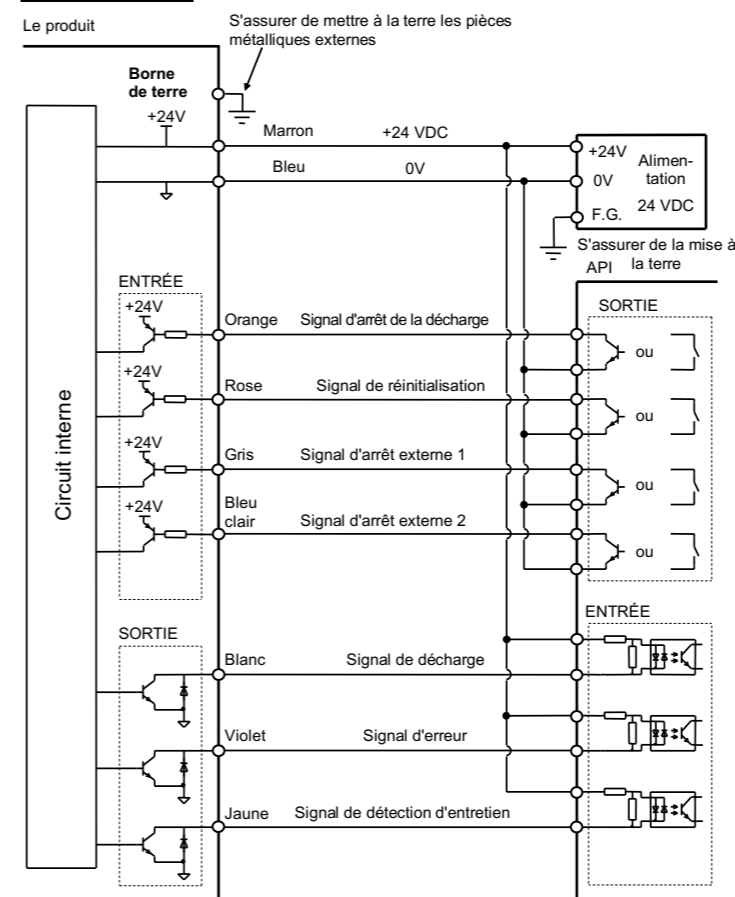 Le produit
S'assurer de mettre à la terre les pièces
métalliques externes
Borne
de terre
+24V
Marron
+24 VDC
Bleu
0V
+24V
0V
F.G.
Alimen-
tation
24 VDC
S'assurer de la mise à
la terre
API
ENTRÉE
SORTIE
Circuit interne
+24V
Orange
Signal d'arrêt de la décharge
ou
+24V
Rose
Signal de réinitialisation
ou
+24V
Gris
Signal d'arrêt externe 1
ou
+24V
Bleu
clair
Signal d'arrêt externe 2
ou
SORTIE
ENTRÉE
Blanc
Signal de décharge
Violet
Signal d'erreur
Jaune
Signal de détection d'entretien